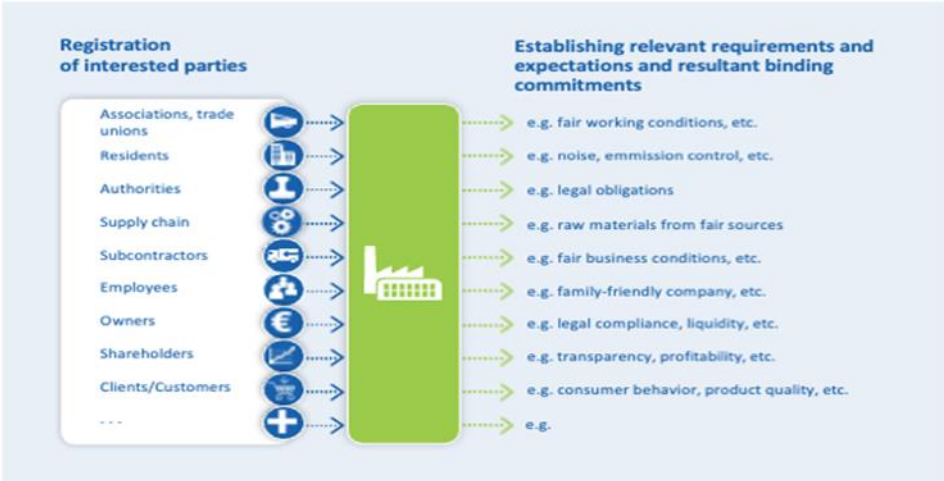 Registration
of interested parties
Establishing relevant requirements and
expectations and resultant binding
commitments
Associations, trade
unions
e.g. fair working conditions, etc.
Residents
e.g. noise, emmission control, etc.
Authorities
e.g. legal obligations
Supply chain
e.g. raw materials from fair sources
Subcontractors
e.g. fair business conditions, etc.
Employees
e.g. family-friendly company, etc.
Owners
e.g. legal compliance, liquidity, etc.
Shareholders
e.g. transparency, profitability, etc.
Clients/Customers
e.g. consumer behavior, product quality, etc.
- - -
e.g.